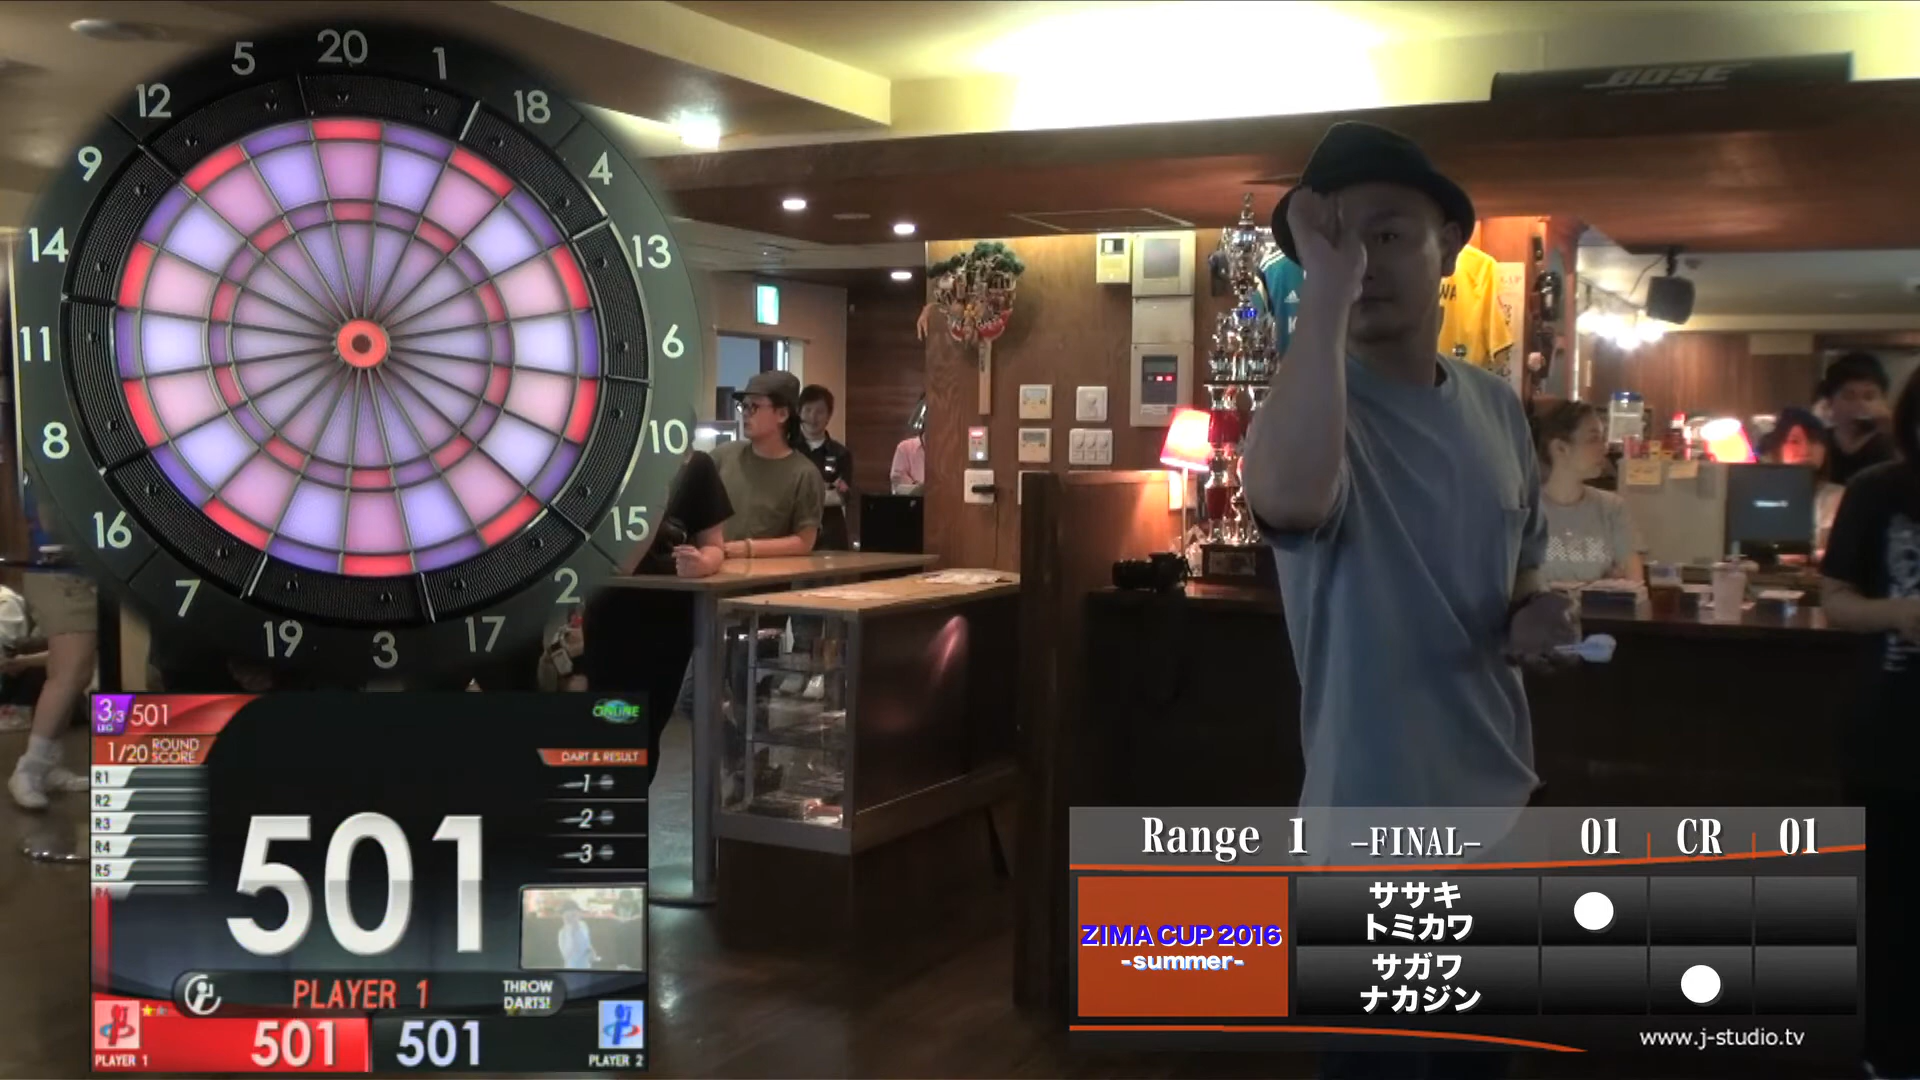 20
1
18
4
13
6
10
15
2
17
3
19
7
16
8
11
14
9
12
5
BOSE
3/3 LEG 501
ONLINE
1/20 ROUND SCORE
DART & RESULT
R1
R2
R3
R4
R5
R6
1
2
3
501
PLAYER 1
THROW DARTS!
501
501
PLAYER 1
PLAYER 2
Range 1 -FINAL- 01 CR 01
ZIMA CUP 2016
-summer-
ササキ
トミカワ
サガワ
ナカジン
www.j-studio.tv